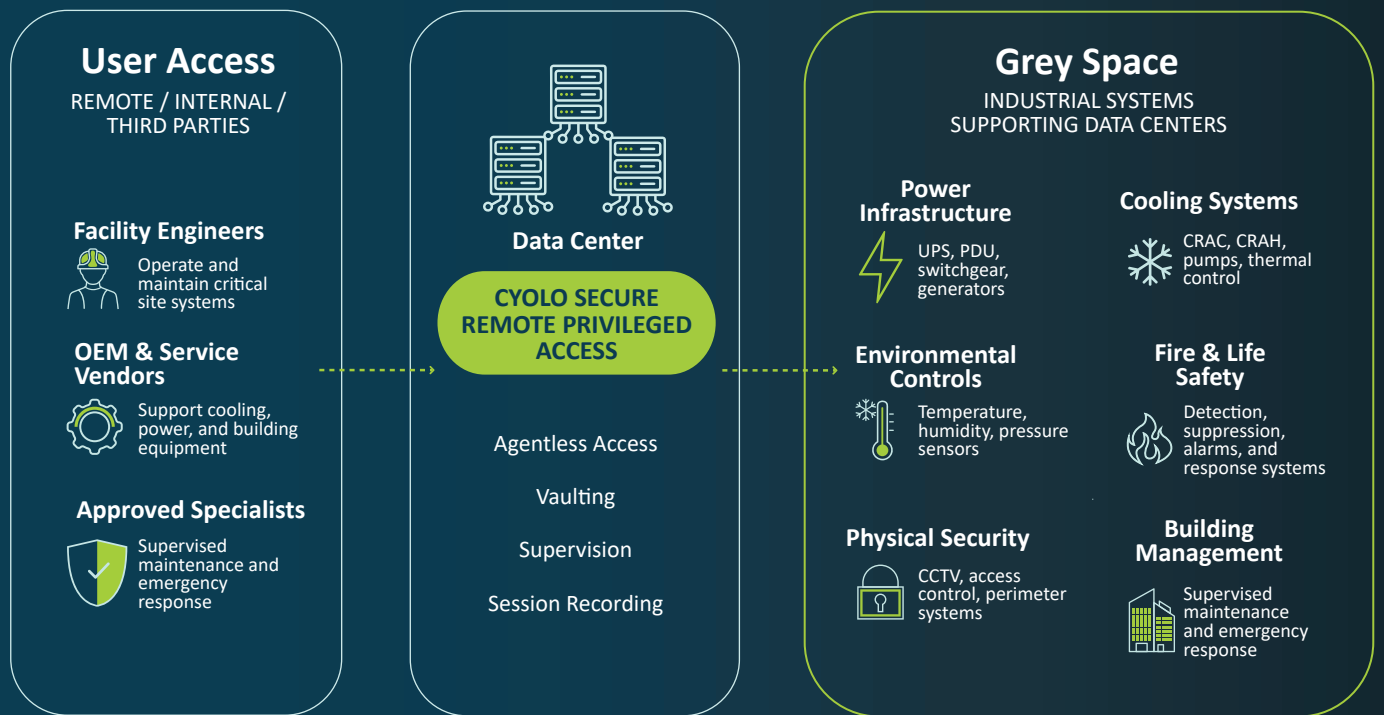 User Access
REMOTE / INTERNAL /
THIRD PARTIES
Facility Engineers
Operate and
maintain critical
site systems
OEM & Service
Vendors
Support cooling,
power, and building
equipment
Approved Specialists
Supervised
maintenance and
emergency
response
Data Center
CYOLO SECURE
REMOTE PRIVILEGED
ACCESS
Agentless Access
Vaulting
Supervision
Session Recording
Grey Space
INDUSTRIAL SYSTEMS
SUPPORTING DATA CENTERS
Power
Infrastructure
UPS, PDU,
switchgear,
generators
Cooling Systems
CRAC, CRAH,
pumps, thermal
control
Environmental
Controls
Temperature,
humidity, pressure
sensors
Fire & Life
Safety
Detection,
suppression,
alarms, and
response systems
Physical Security
CCTV, access
control, perimeter
systems
Building
Management
Supervised
maintenance
and emergency
response